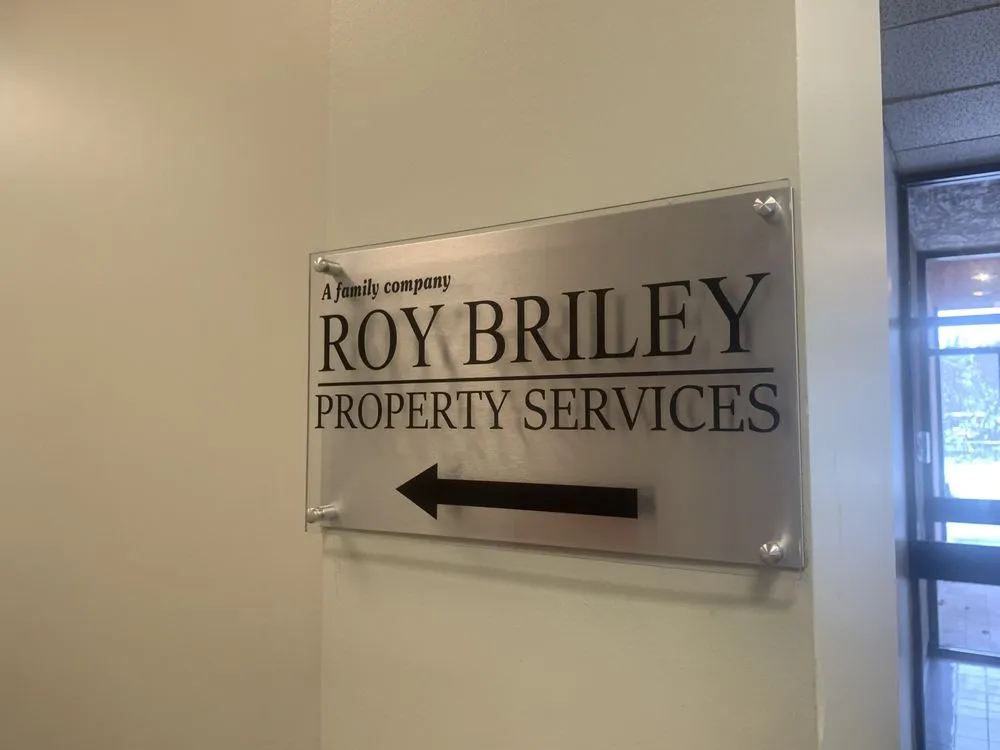 A family company
ROY BRILEY
PROPERTY SERVICES